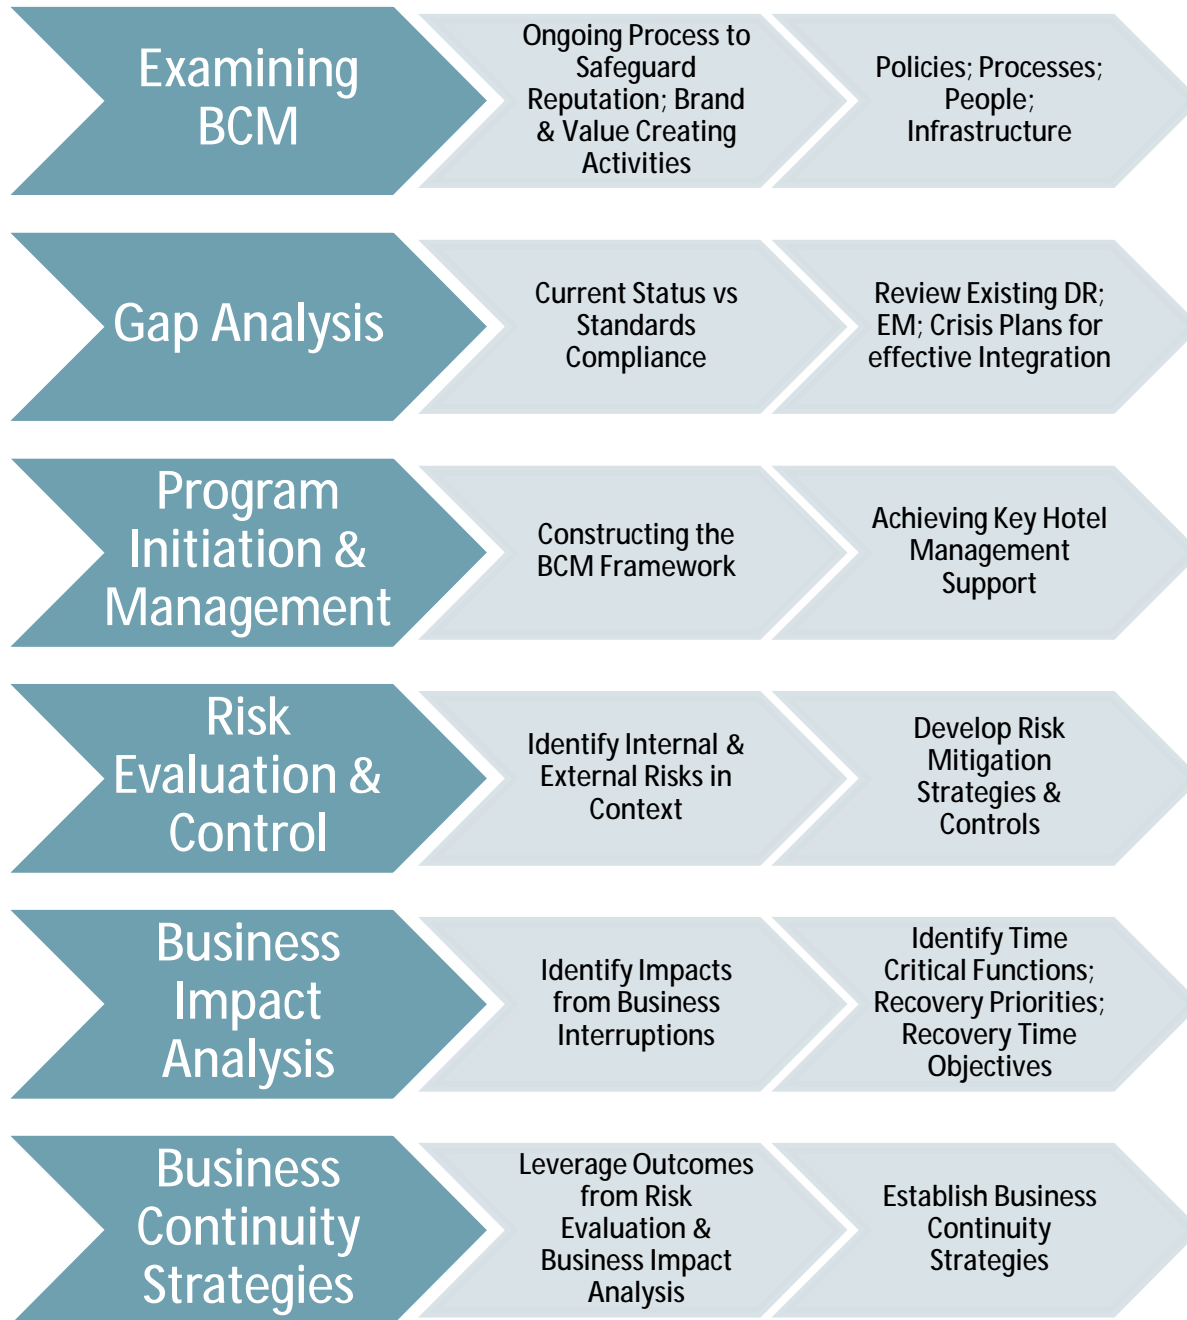 Examining
BCM
Ongoing Process to
Safeguard
Reputation; Brand
& Value Creating
Activities
Policies; Processes;
People;
Infrastructure
Gap Analysis
Current Status vs
Standards
Compliance
Review Existing DR;
EM; Crisis Plans for
effective Integration
Program
Initiation &
Management
Constructing the
BCM Framework
Achieving Key Hotel
Management
Support
Risk
Evaluation &
Control
Identify Internal &
External Risks in
Context
Develop Risk
Mitigation
Strategies &
Controls
Business
Impact
Analysis
Identify Impacts
from Business
Interruptions
Identify Time
Critical Functions;
Recovery Priorities;
Recovery Time
Objectives
Business
Continuity
Strategies
Leverage Outcomes
from Risk
Evaluation &
Business Impact
Analysis
Establish Business
Continuity
Strategies